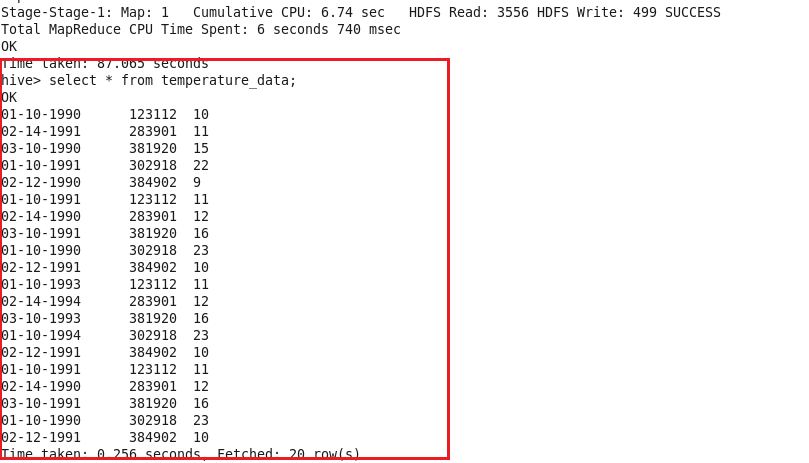 Stage-Stage-1: Map: 1   Cumulative CPU: 6.74 sec   HDFS Read: 3556 HDFS Write: 499 SUCCESS
Total MapReduce CPU Time Spent: 6 seconds 740 msec
OK
Time taken: 87.065 seconds
hive> select * from temperature_data;
OK
01-10-1990      123112  10
02-14-1991      283901  11
03-10-1990      381920  15
01-10-1991      302918  22
02-12-1990      384902  9
01-10-1991      123112  11
02-14-1990      283901  12
03-10-1991      381920  16
01-10-1990      302918  23
02-12-1991      384902  10
01-10-1993      123112  11
02-14-1994      283901  12
03-10-1993      381920  16
01-10-1994      302918  23
02-12-1991      384902  10
01-10-1991      123112  11
02-14-1990      283901  12
03-10-1991      381920  16
01-10-1990      302918  23
02-12-1991      384902  10
Time taken: 0.256 seconds, Fetched: 20 row(s)